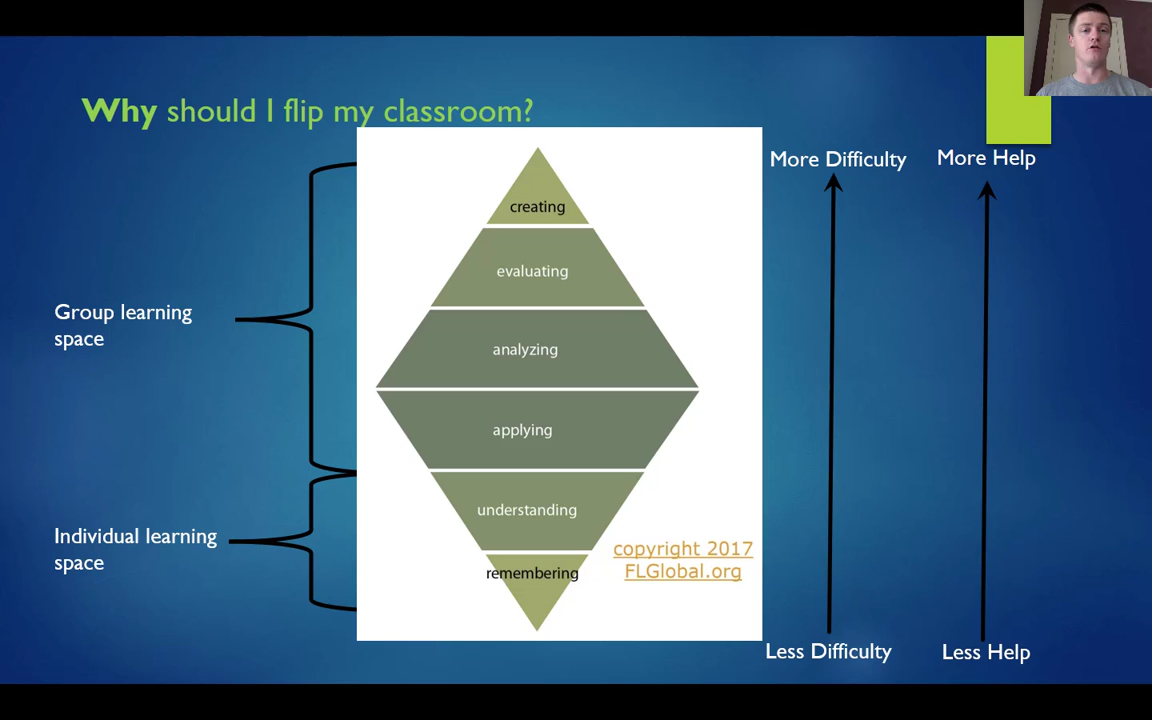 Why should I flip my classroom?
More Difficulty
More Help
creating
evaluating
Group learning
space
analyzing
applying
understanding
Individual learning
space
remembering
copyright 2017
FLGlobal.org
Less Difficulty
Less Help